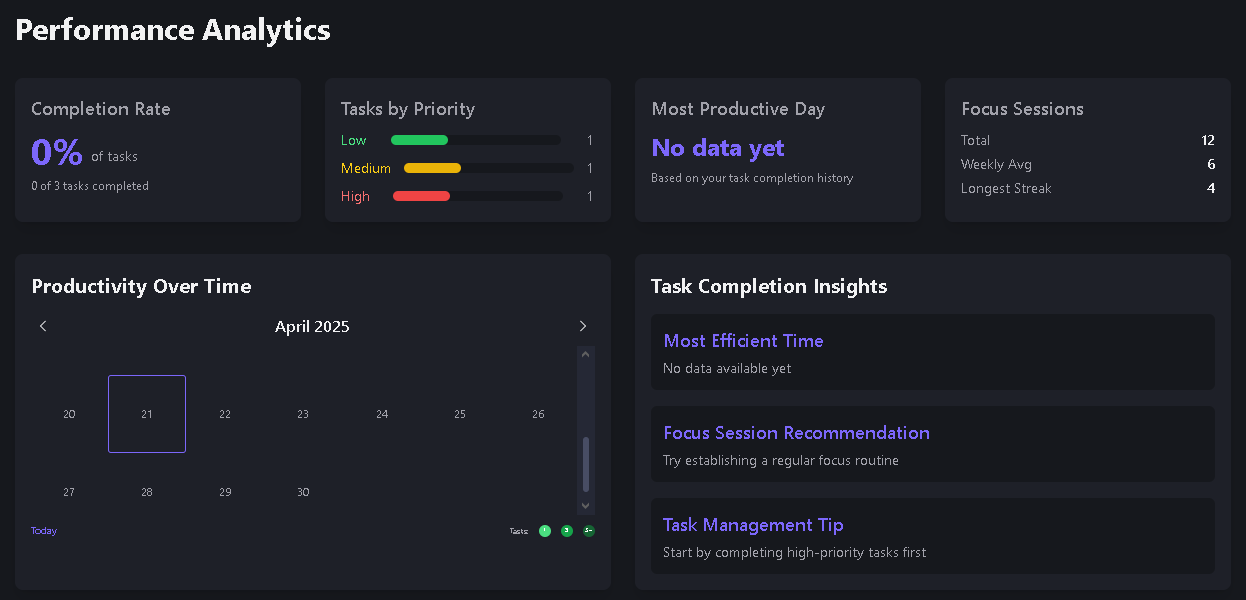 Performance Analytics
Completion Rate
0% of tasks
0 of 3 tasks completed
Tasks by Priority
Low 1
Medium 1
High 1
Most Productive Day
No data yet
Based on your task completion history
Focus Sessions
Total 12
Weekly Avg 6
Longest Streak 4
Productivity Over Time
April 2025
20 21 22 23 24 25 26
27 28 29 30
Today Tasks:
Task Completion Insights
Most Efficient Time
No data available yet
Focus Session Recommendation
Try establishing a regular focus routine
Task Management Tip
Start by completing high-priority tasks first